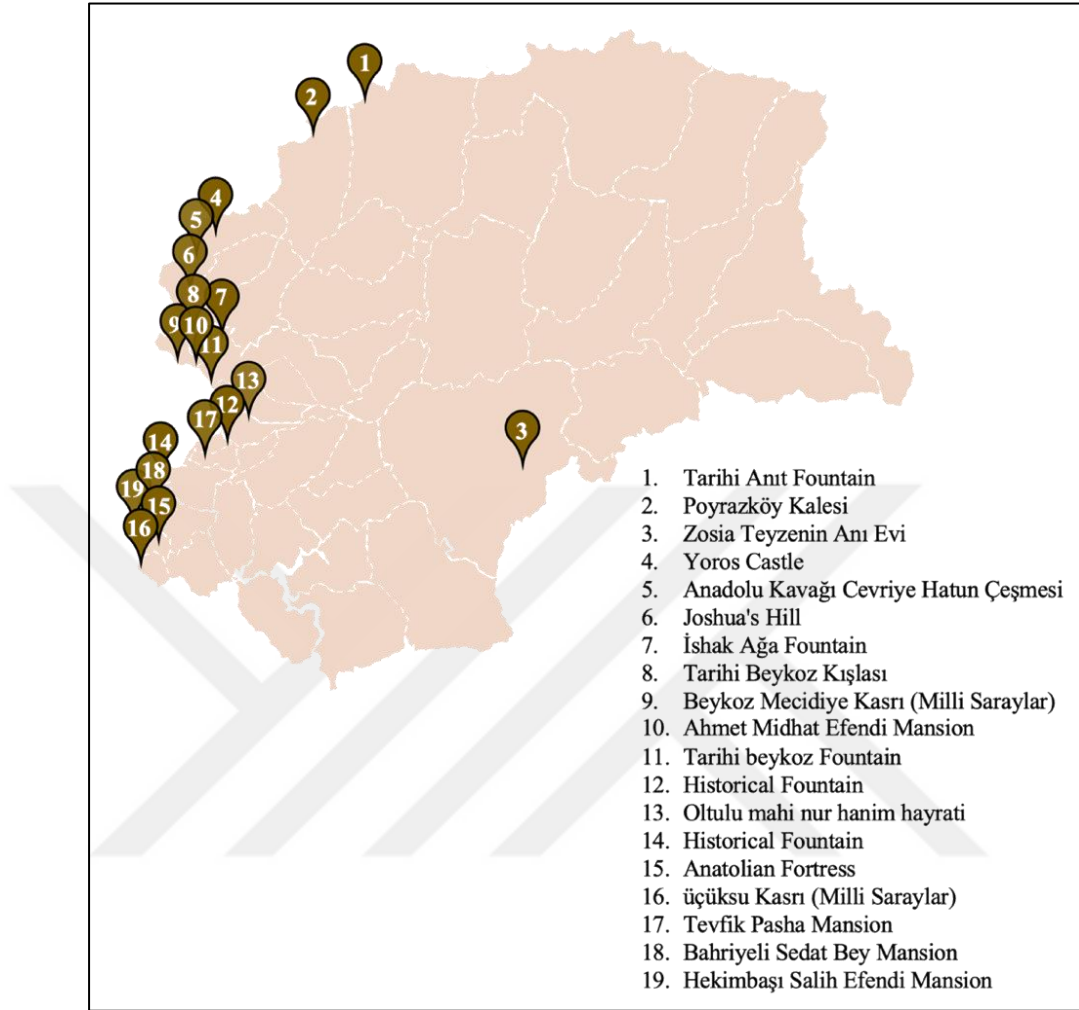 1
2
4
5
6
8
7
9
10
11
13
12
17
3
14
18
19
15
16
1. Tarihi Anıt Fountain
2. Poyrazköy Kalesi
3. Zosia Teyzenin Anı Evi
4. Yoros Castle
5. Anadolu Kavağı Cevriye Hatun Çeşmesi
6. Joshua's Hill
7. İshak Ağa Fountain
8. Tarihi Beykoz Kışlası
9. Beykoz Mecidiye Kasrı (Milli Saraylar)
10. Ahmet Midhat Efendi Mansion
11. Tarihi beykoz Fountain
12. Historical Fountain
13. Oltulu mahi nur hanim hayrati
14. Historical Fountain
15. Anatolian Fortress
16. üçüksu Kasrı (Milli Saraylar)
17. Tevfik Pasha Mansion
18. Bahriyeli Sedat Bey Mansion
19. Hekimbaşı Salih Efendi Mansion